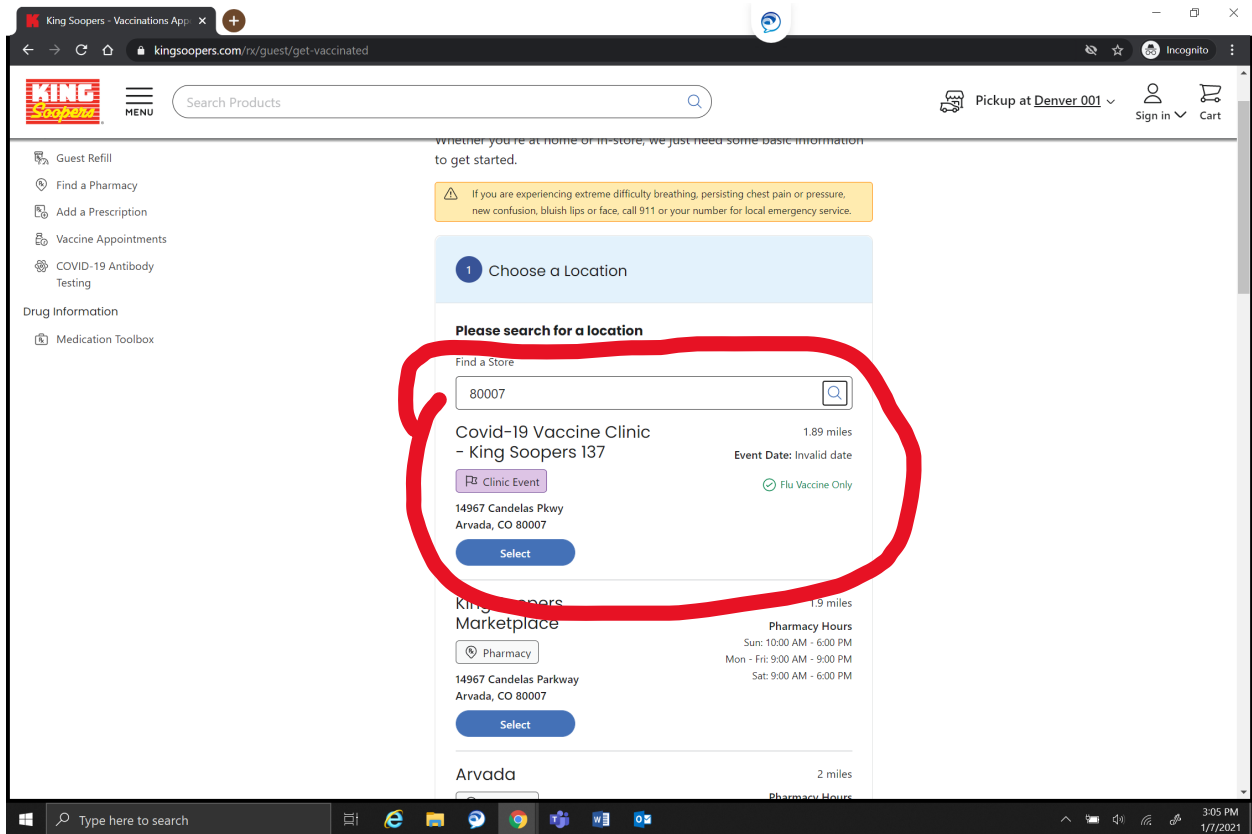 King Soopers - Vaccinations App
kingsoopers.com/rx/guest/get-vaccinated
Incognito
KING
Soopers
MENU
Search Products
Pickup at Denver 001
Sign in
Cart
Guest Refill
Find a Pharmacy
Add a Prescription
Vaccine Appointments
COVID-19 Antibody
Testing
Drug Information
Medication Toolbox
Whether you're at home or in-store, we just need some basic information
to get started.
If you are experiencing extreme difficulty breathing, persisting chest pain or pressure,
new confusion, bluish lips or face, call 911 or your number for local emergency service.
1 Choose a Location
Please search for a location
Find a Store
80007
Covid-19 Vaccine Clinic
- King Soopers 137
1.89 miles
Event Date: Invalid date
Clinic Event
Flu Vaccine Only
14967 Candelas Pkwy
Arvada, CO 80007
Select
King Soopers
Marketplace
1.9 miles
Pharmacy Hours
Sun: 10:00 AM - 6:00 PM
Mon - Fri: 9:00 AM - 9:00 PM
Sat: 9:00 AM - 6:00 PM
Pharmacy
14967 Candelas Parkway
Arvada, CO 80007
Select
Arvada
2 miles
Pharmacy Hours
Type here to search
3:05 PM
1/7/2021